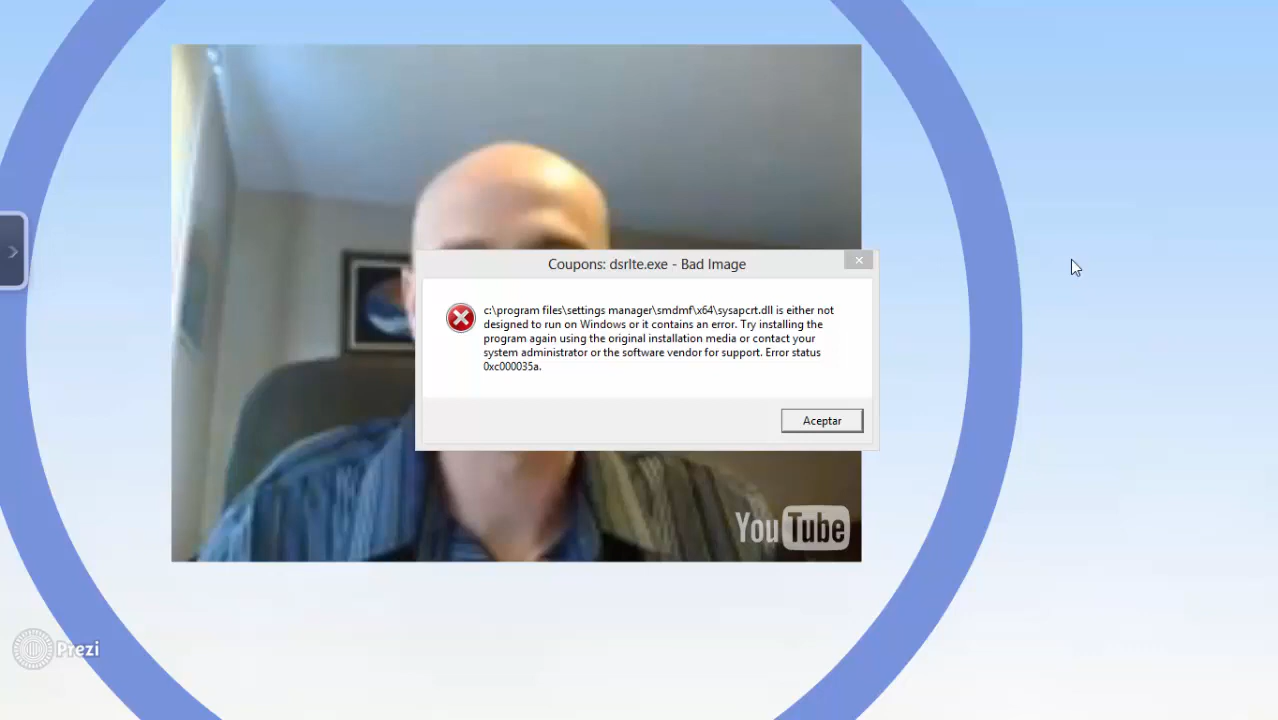 Coupons: dsrlte.exe - Bad Image
c:\program files\settings manager\smdmf\x64\sysapcrt.dll is either not
designed to run on Windows or it contains an error. Try installing the
program again using the original installation media or contact your
system administrator or the software vendor for support. Error status
0xc000035a.
Aceptar
YouTube
Prezi